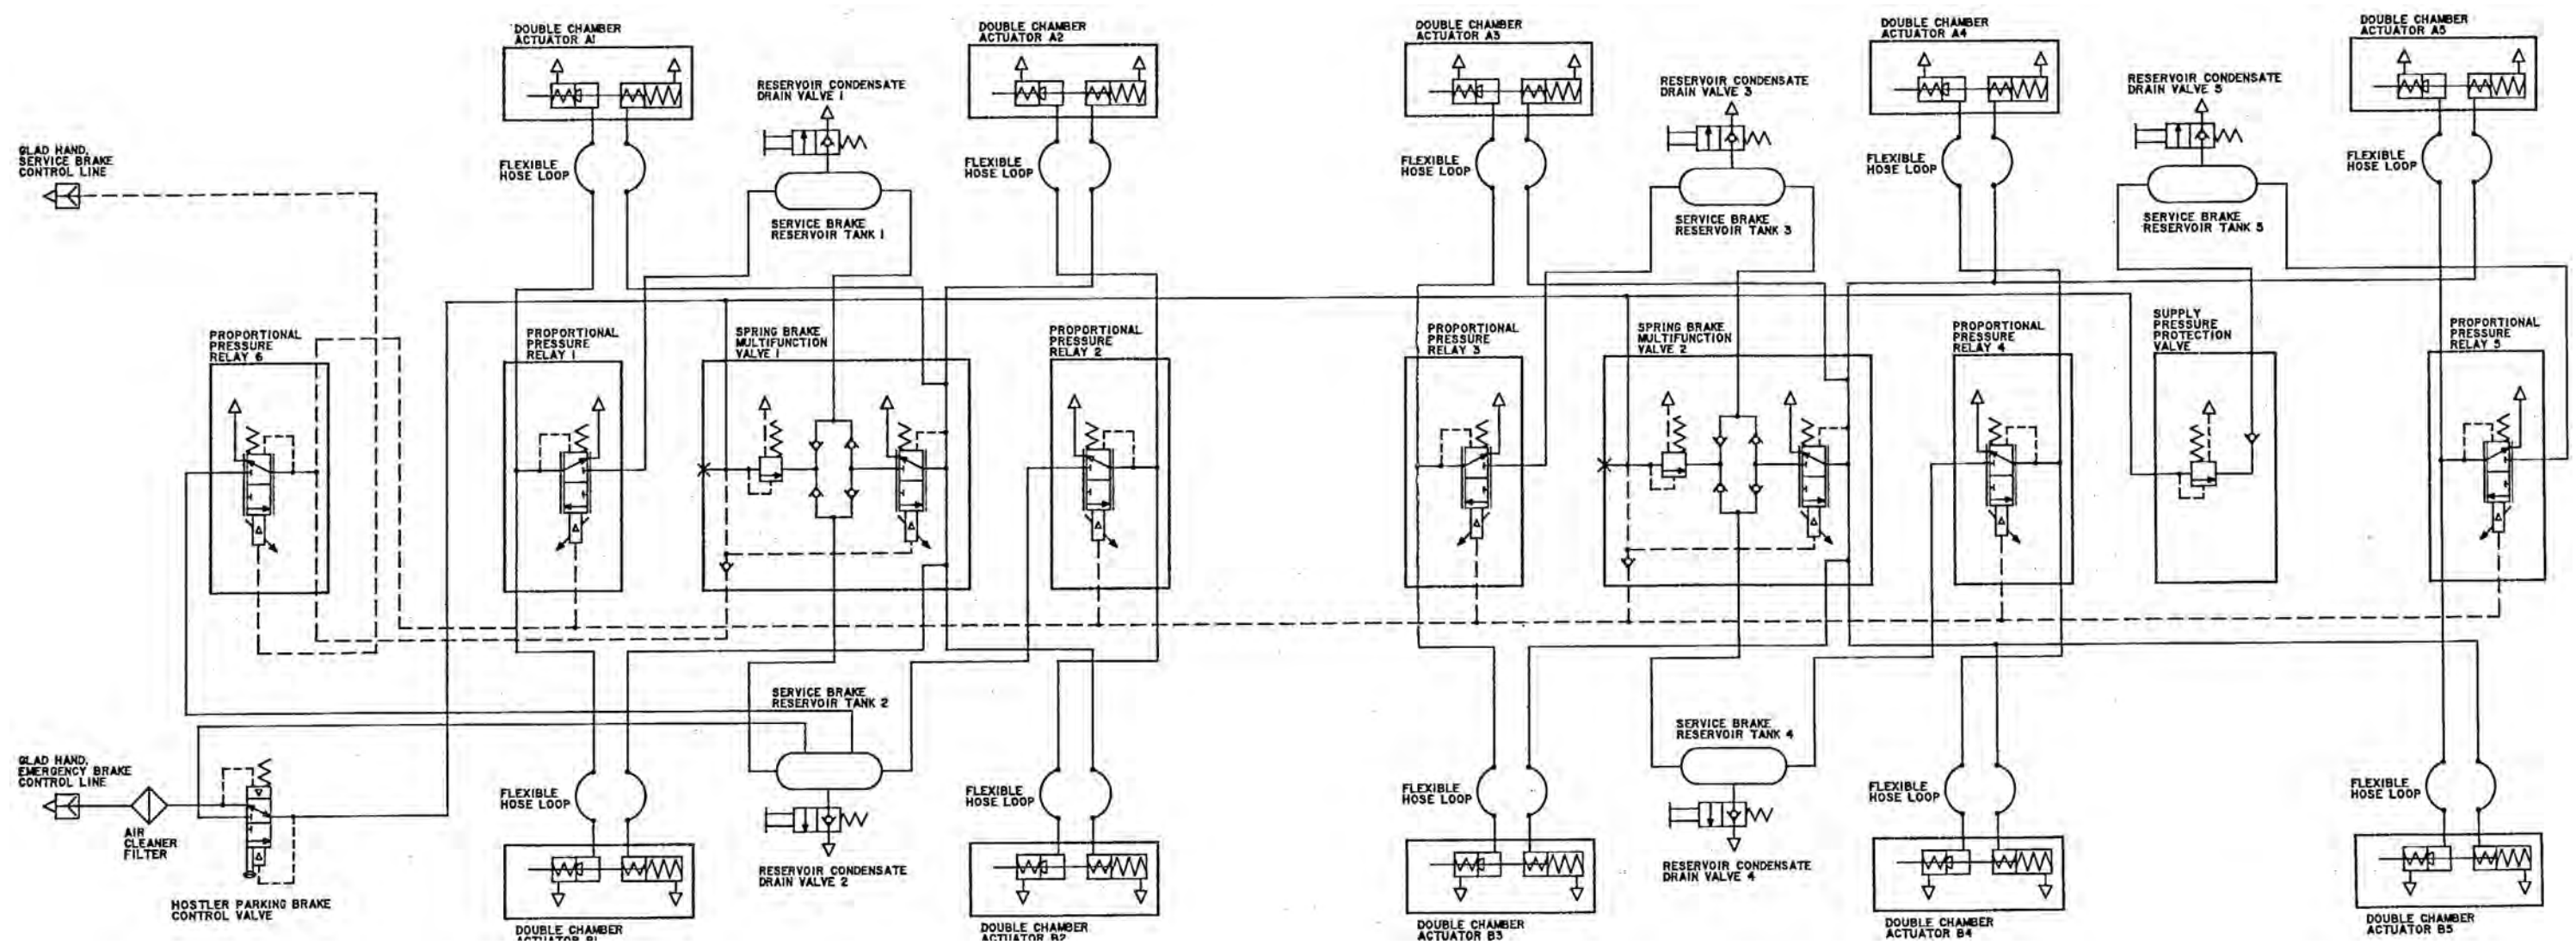 DOUBLE CHAMBER
ACTUATOR A1
DOUBLE CHAMBER
ACTUATOR A2
DOUBLE CHAMBER
ACTUATOR A3
DOUBLE CHAMBER
ACTUATOR A4
DOUBLE CHAMBER
ACTUATOR A5
RESERVOIR CONDENSATE
DRAIN VALVE 1
RESERVOIR CONDENSATE
DRAIN VALVE 3
RESERVOIR CONDENSATE
DRAIN VALVE 5
GLAD HAND,
SERVICE BRAKE
CONTROL LINE
FLEXIBLE
HOSE LOOP
FLEXIBLE
HOSE LOOP
FLEXIBLE
HOSE LOOP
FLEXIBLE
HOSE LOOP
FLEXIBLE
HOSE LOOP
SERVICE BRAKE
RESERVOIR TANK 1
SERVICE BRAKE
RESERVOIR TANK 3
SERVICE BRAKE
RESERVOIR TANK 5
PROPORTIONAL
PRESSURE
RELAY 6
PROPORTIONAL
PRESSURE
RELAY 1
SPRING BRAKE
MULTIFUNCTION
VALVE 1
PROPORTIONAL
PRESSURE
RELAY 2
PROPORTIONAL
PRESSURE
RELAY 3
SPRING BRAKE
MULTIFUNCTION
VALVE 2
PROPORTIONAL
PRESSURE
RELAY 4
SUPPLY
PRESSURE
PROTECTION
VALVE
PROPORTIONAL
PRESSURE
RELAY 5
SERVICE BRAKE
RESERVOIR TANK 2
SERVICE BRAKE
RESERVOIR TANK 4
GLAD HAND,
EMERGENCY BRAKE
CONTROL LINE
AIR
CLEANER
FILTER
HOSTLER PARKING BRAKE
CONTROL VALVE
FLEXIBLE
HOSE LOOP
FLEXIBLE
HOSE LOOP
FLEXIBLE
HOSE LOOP
FLEXIBLE
HOSE LOOP
FLEXIBLE
HOSE LOOP
RESERVOIR CONDENSATE
DRAIN VALVE 2
RESERVOIR CONDENSATE
DRAIN VALVE 4
DOUBLE CHAMBER
ACTUATOR B1
DOUBLE CHAMBER
ACTUATOR B2
DOUBLE CHAMBER
ACTUATOR B3
DOUBLE CHAMBER
ACTUATOR B4
DOUBLE CHAMBER
ACTUATOR B5